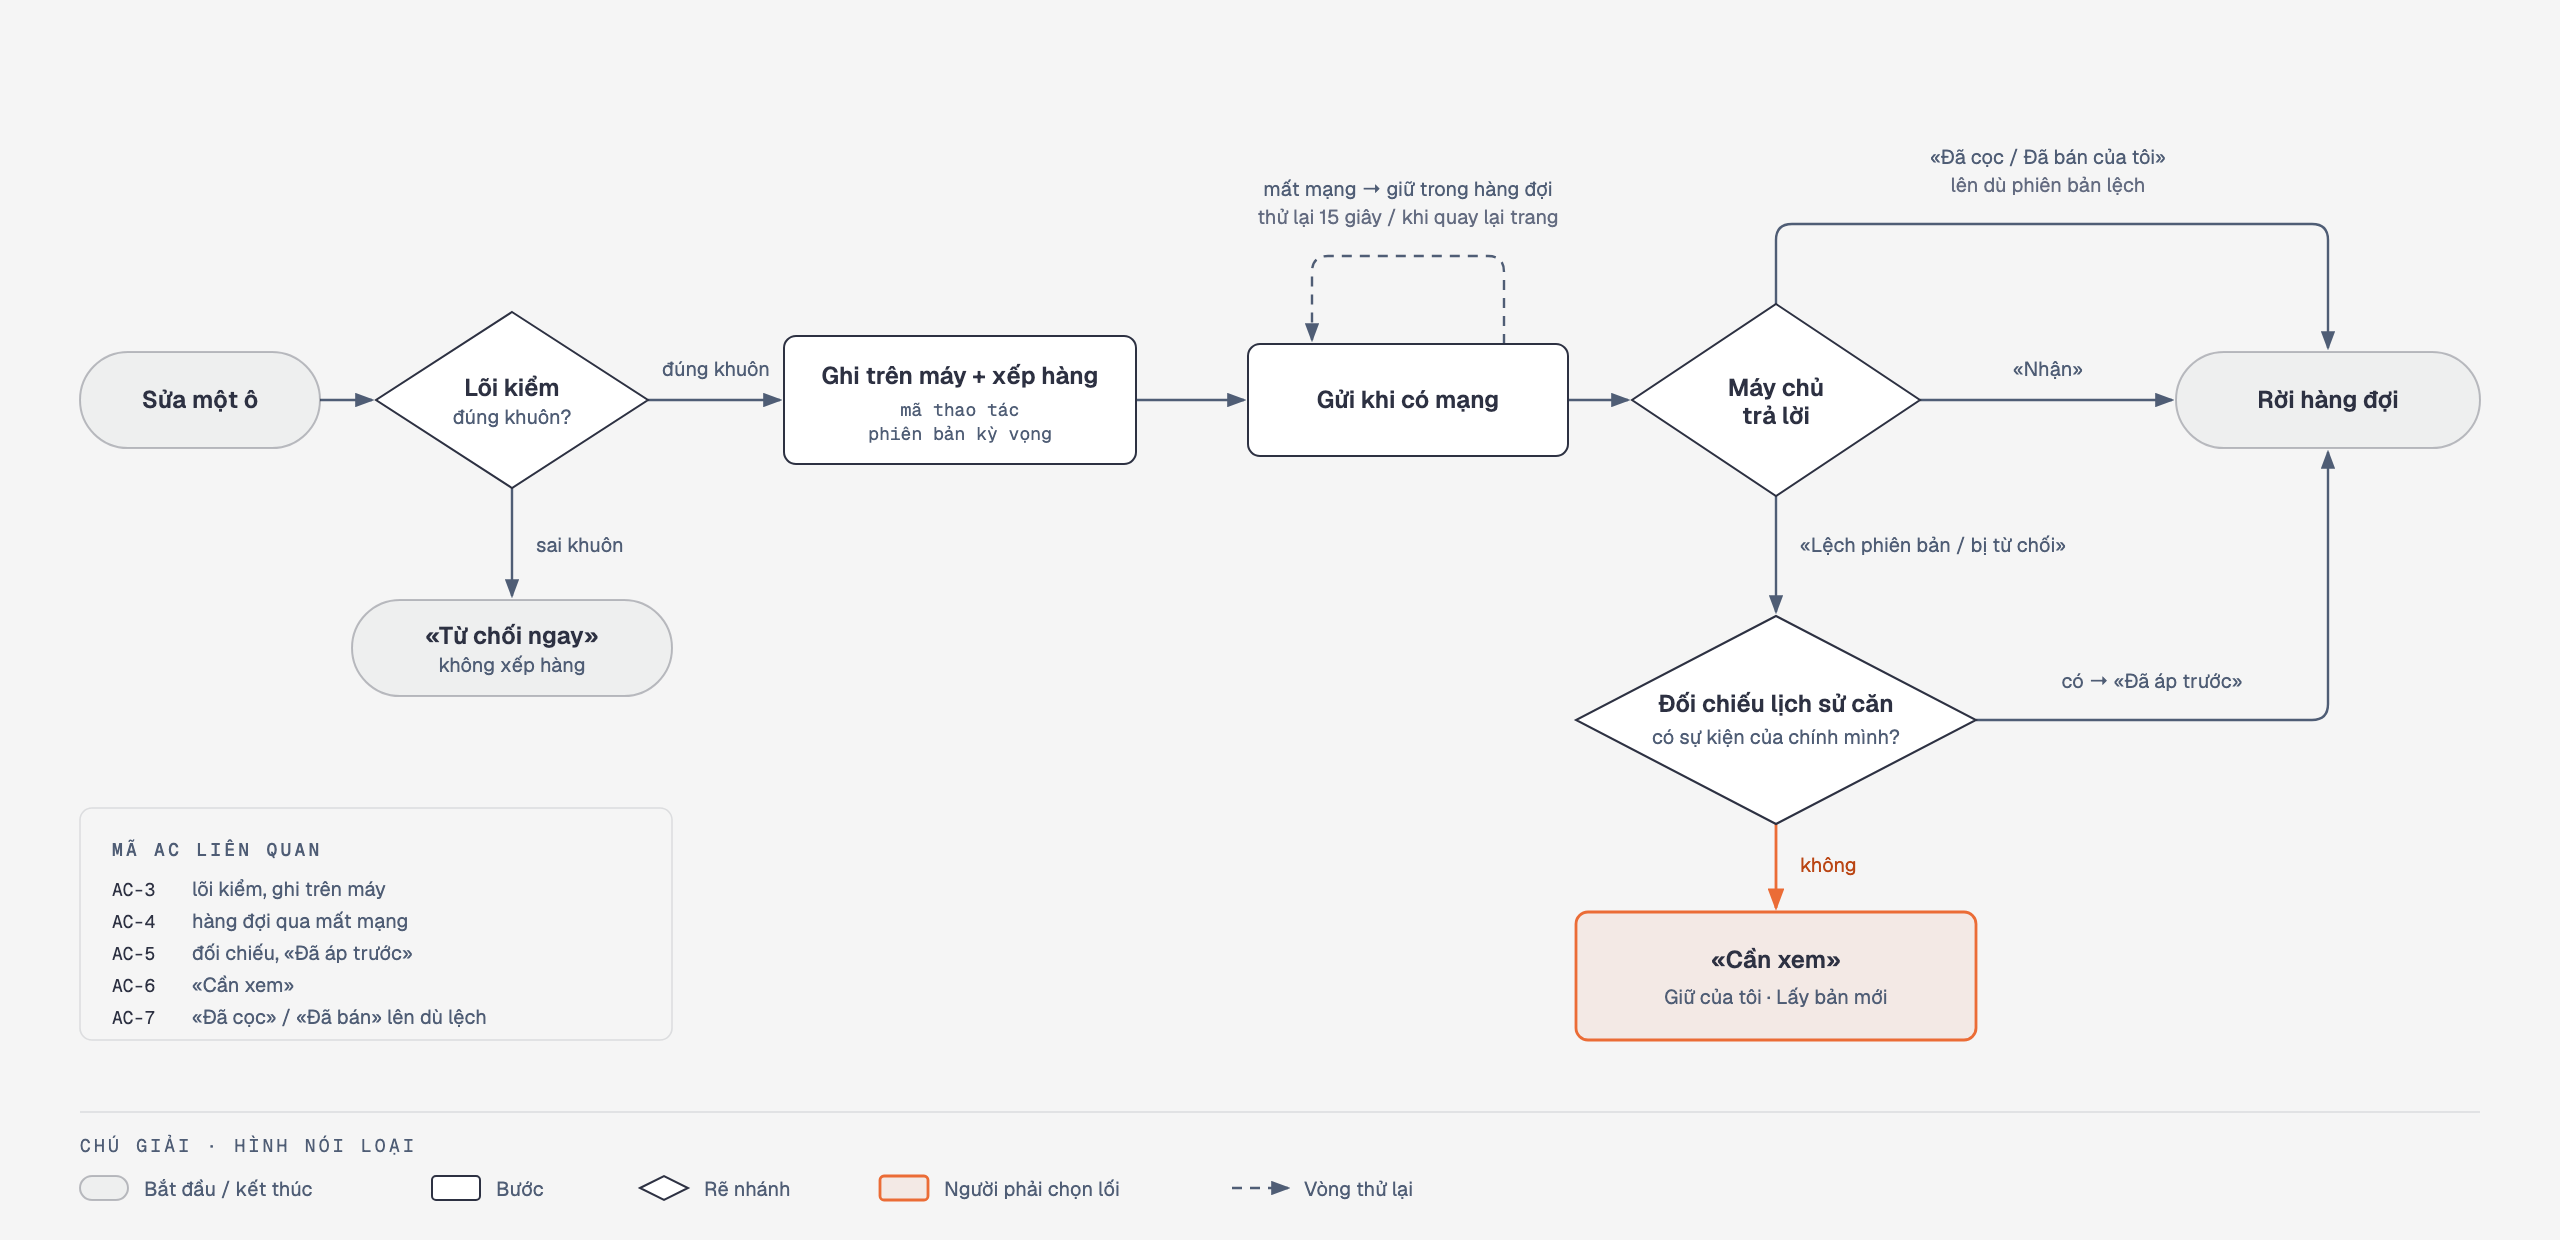 «Đã cọc / Đã bán của tôi»
lên dù phiên bản lệch
mất mạng → giữ trong hàng đợi
thử lại 15 giây / khi quay lại trang
Sửa một ô
Lõi kiểm
đúng khuôn?
đúng khuôn
Ghi trên máy + xếp hàng
mã thao tác
phiên bản kỳ vọng
Gửi khi có mạng
Máy chủ
trả lời
«Nhận»
Rời hàng đợi
sai khuôn
«Từ chối ngay»
không xếp hàng
«Lệch phiên bản / bị từ chối»
Đối chiếu lịch sử căn
có sự kiện của chính mình?
có → «Đã áp trước»
không
«Cần xem»
Giữ của tôi · Lấy bản mới
MÃ AC LIÊN QUAN
AC-3 lõi kiểm, ghi trên máy
AC-4 hàng đợi qua mất mạng
AC-5 đối chiếu, «Đã áp trước»
AC-6 «Cần xem»
AC-7 «Đã cọc» / «Đã bán» lên dù lệch
CHÚ GIẢI · HÌNH NÓI LOẠI
Bắt đầu / kết thúc
Bước
Rẽ nhánh
Người phải chọn lối
Vòng thử lại